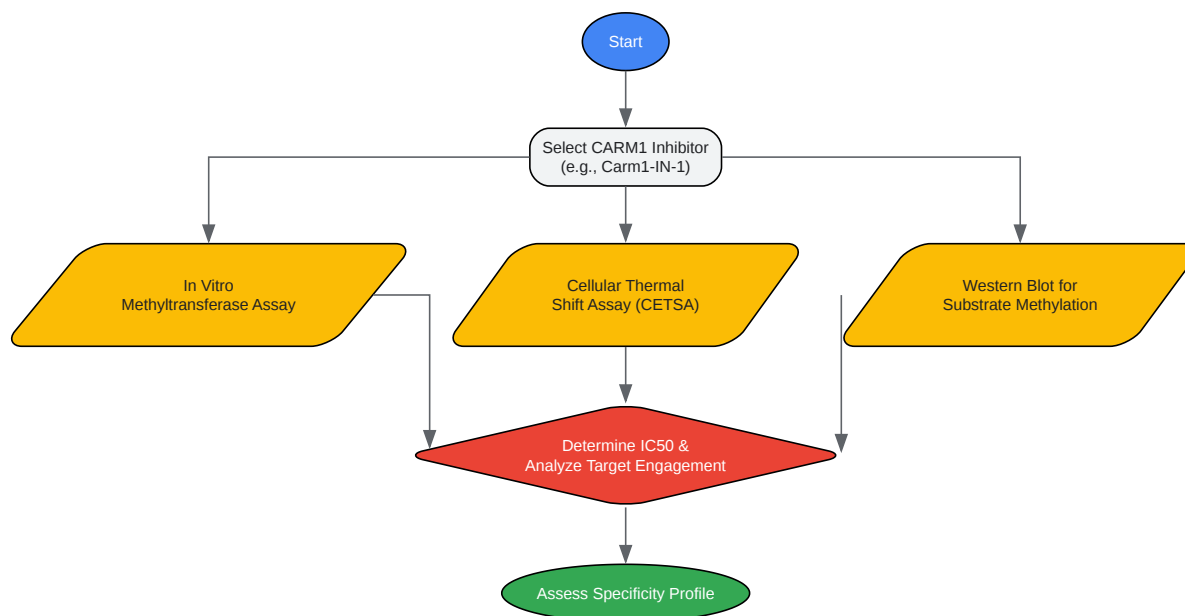 Start
Select CARM1 Inhibitor
(e.g., Carm1-IN-1)
In Vitro
Methyltransferase Assay
Cellular Thermal
Shift Assay (CETSA)
Western Blot for
Substrate Methylation
Determine IC50 &
Analyze Target Engagement
Assess Specificity Profile